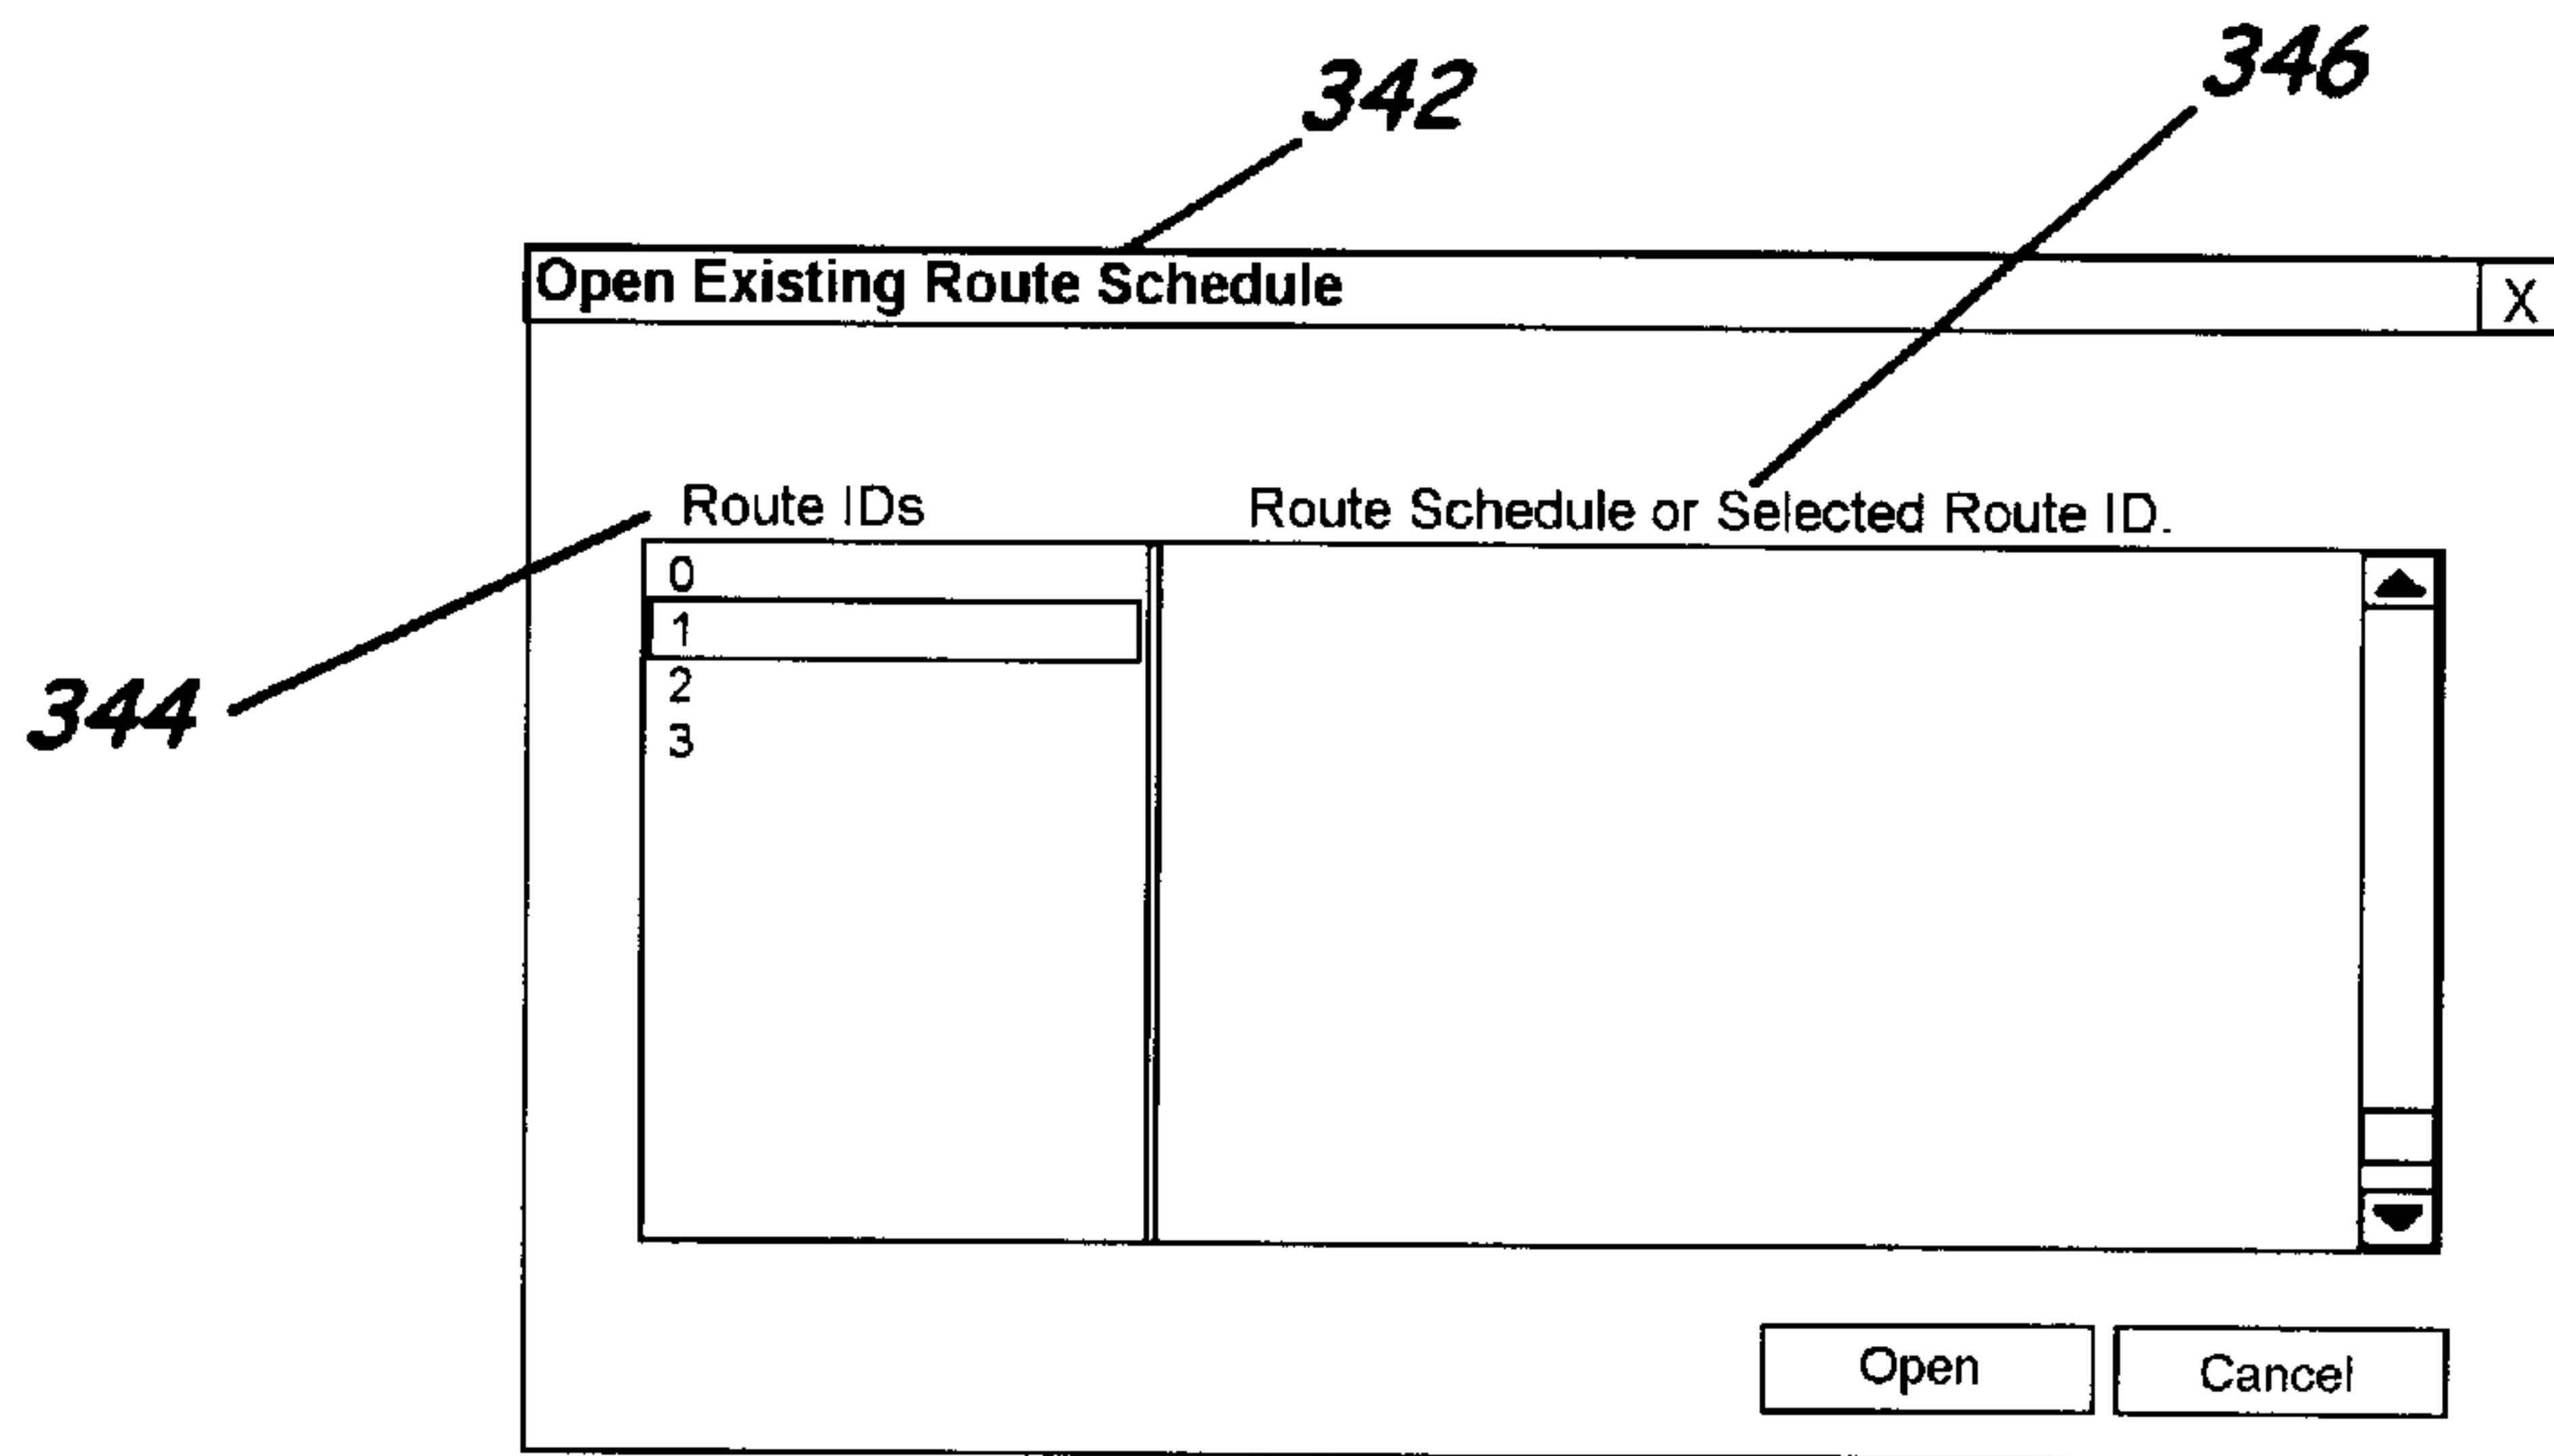 342
346
Open Existing Route Schedule X
Route IDs Route Schedule or Selected Route ID.
0
1
2
3
344
Open Cancel